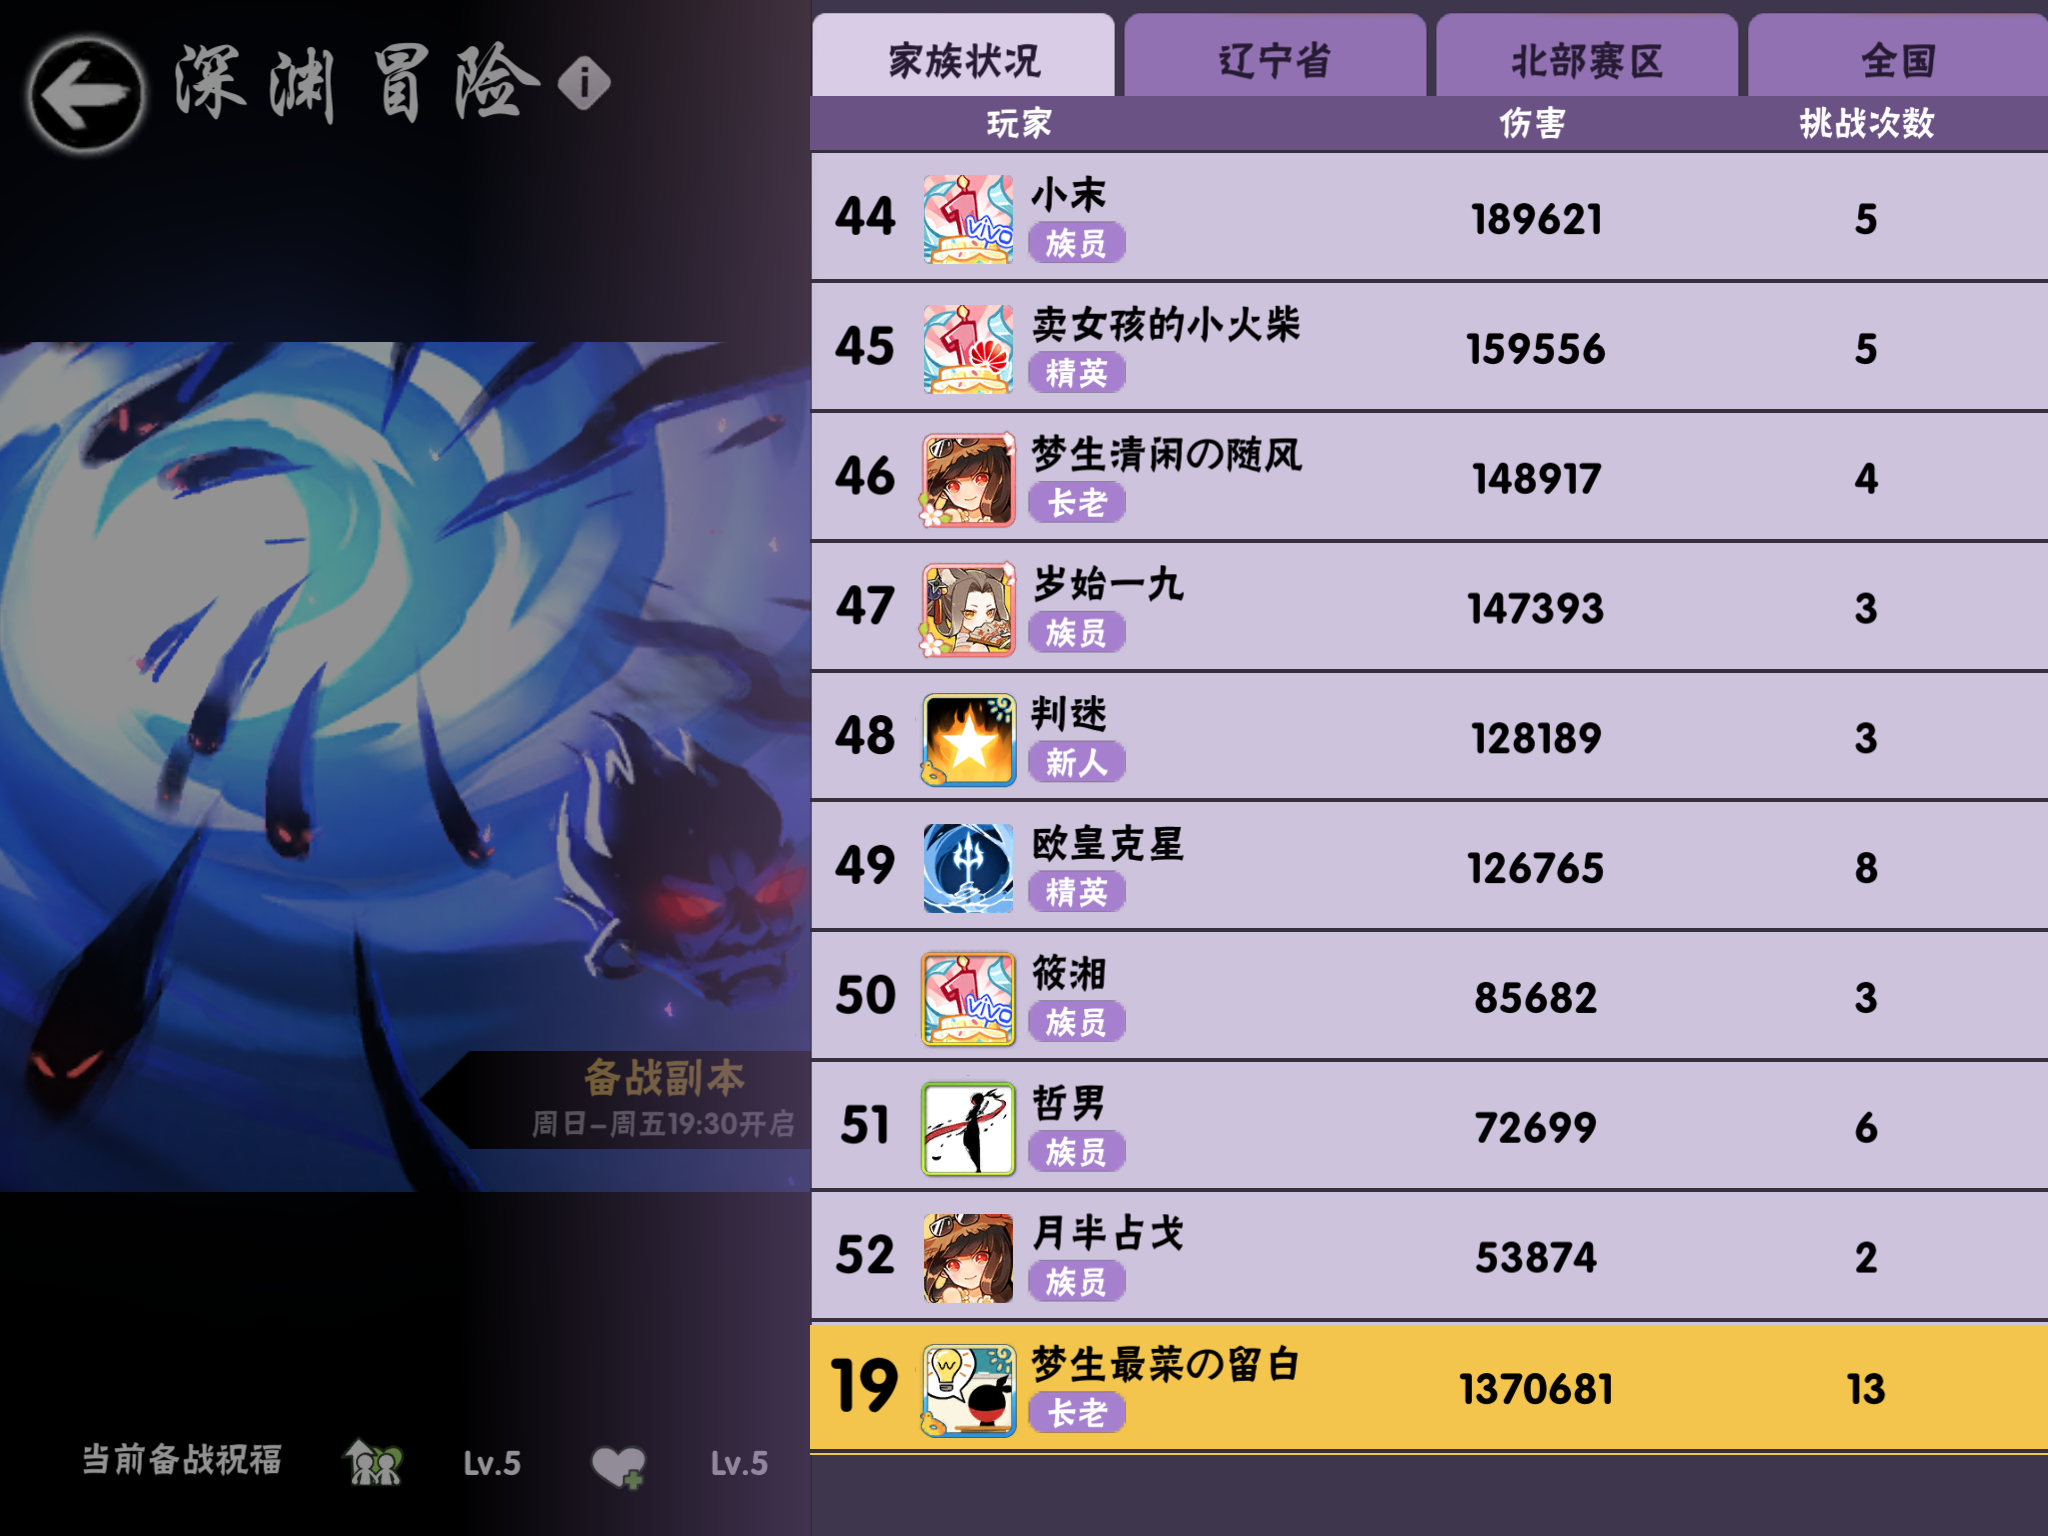 深渊冒险
家族状况 辽宁省 北部赛区 全国
玩家 伤害 挑战次数
44 小末 189621 5
族员
45 卖女孩的小火柴 159556 5
精英
46 梦生清闲の随风 148917 4
长老
47 岁始一九 147393 3
族员
48 判迷 128189 3
新人
49 欧皇克星 126765 8
精英
50 筱湘 85682 3
族员
51 哲男 72699 6
族员
52 月半占戈 53874 2
族员
19 梦生最菜の留白 1370681 13
长老
备战副本
周日-周五19:30开启
当前备战祝福 Lv.5 Lv.5
vivo
vivo